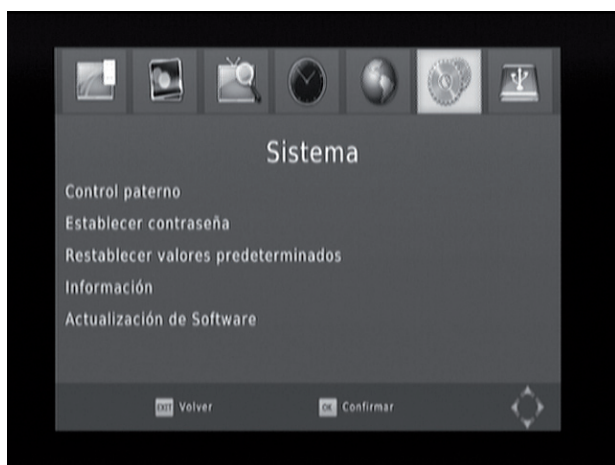 Sistema
Control paterno
Establecer contraseña
Restablecer valores predeterminados
Información
Actualización de Software
EXIT Volver
OK Confirmar